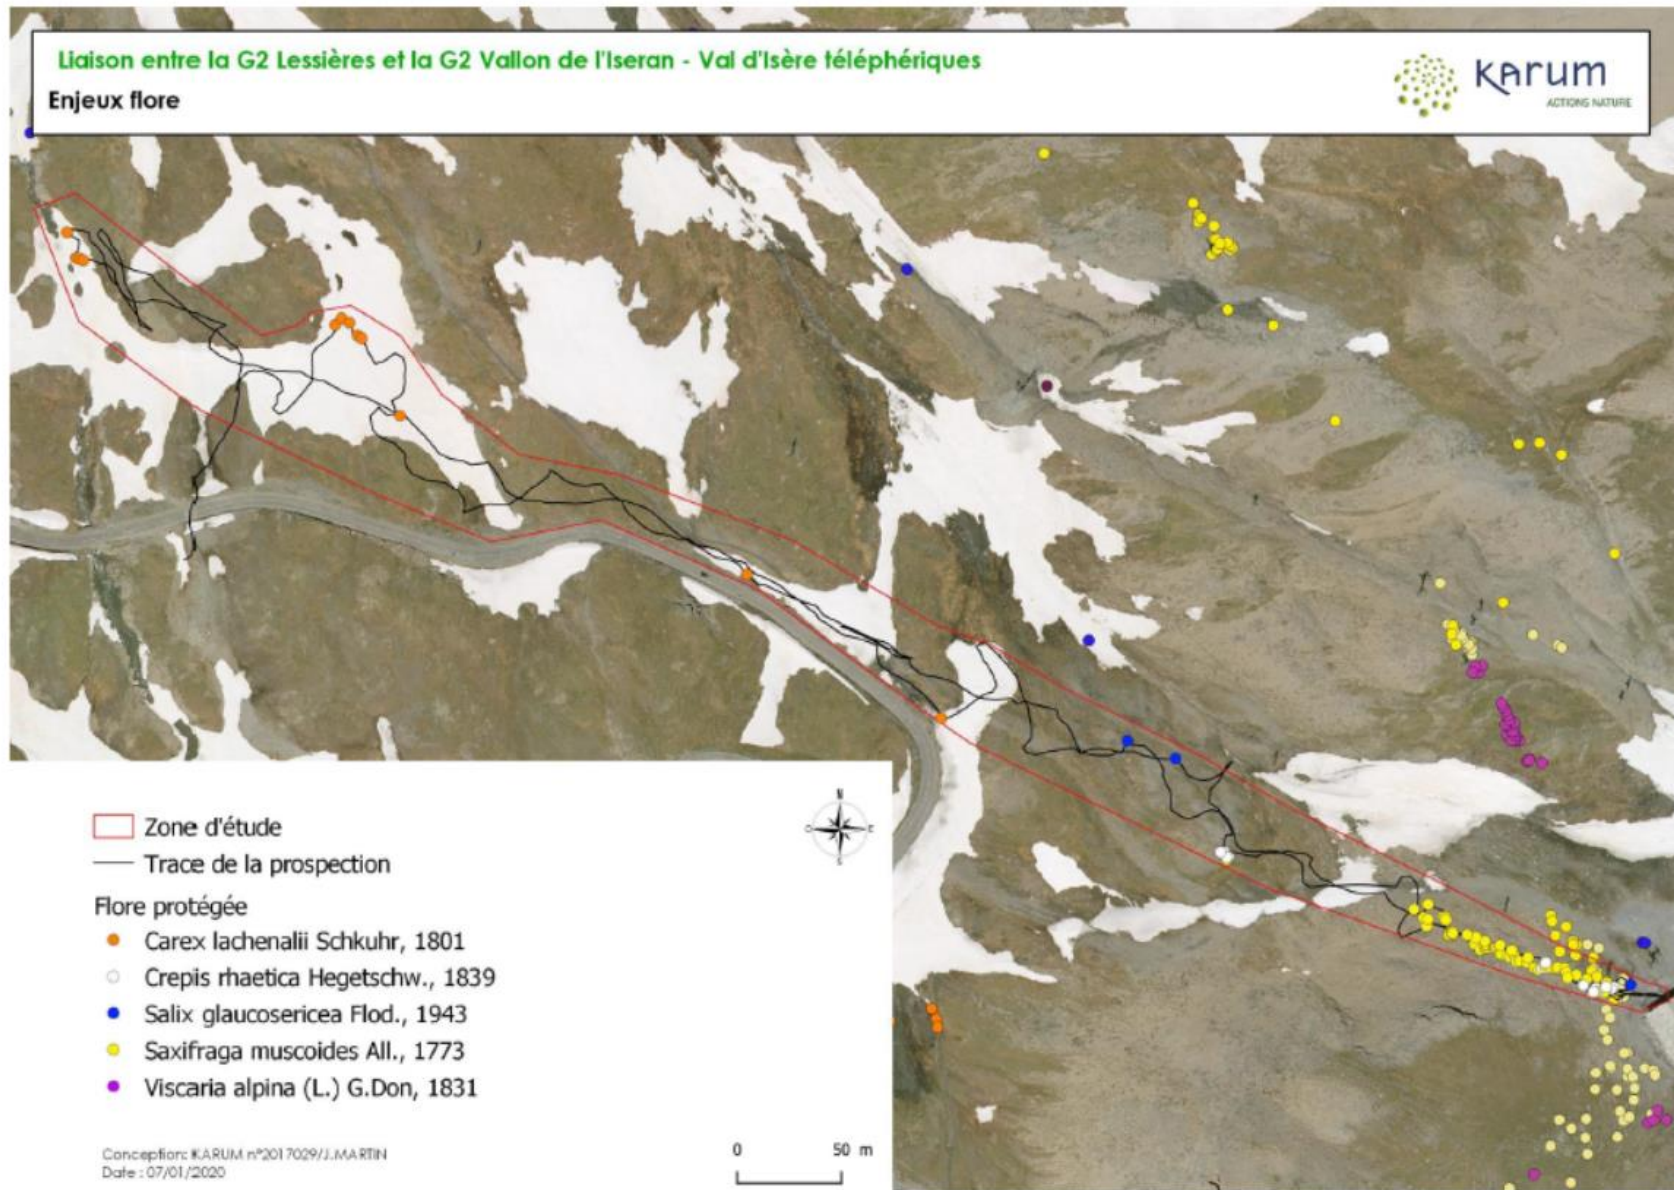 Liaison entre la G2 Lessières et la G2 Vallon de l'Iseran - Val d'Isère téléphériques
Enjeux flore
KARUM
ACTIONS NATURE
N
O
E
S
Zone d'étude
Trace de la prospection
Flore protégée
Carex lachenalii Schkuhr, 1801
Crepis rhaetica Hegetschw., 1839
Salix glaucosericea Flod., 1943
Saxifraga muscoides All., 1773
Viscaria alpina (L.) G.Don, 1831
Conception: KARUM n°2017029/J.MARTIN
Date : 07/01/2020
0 50 m